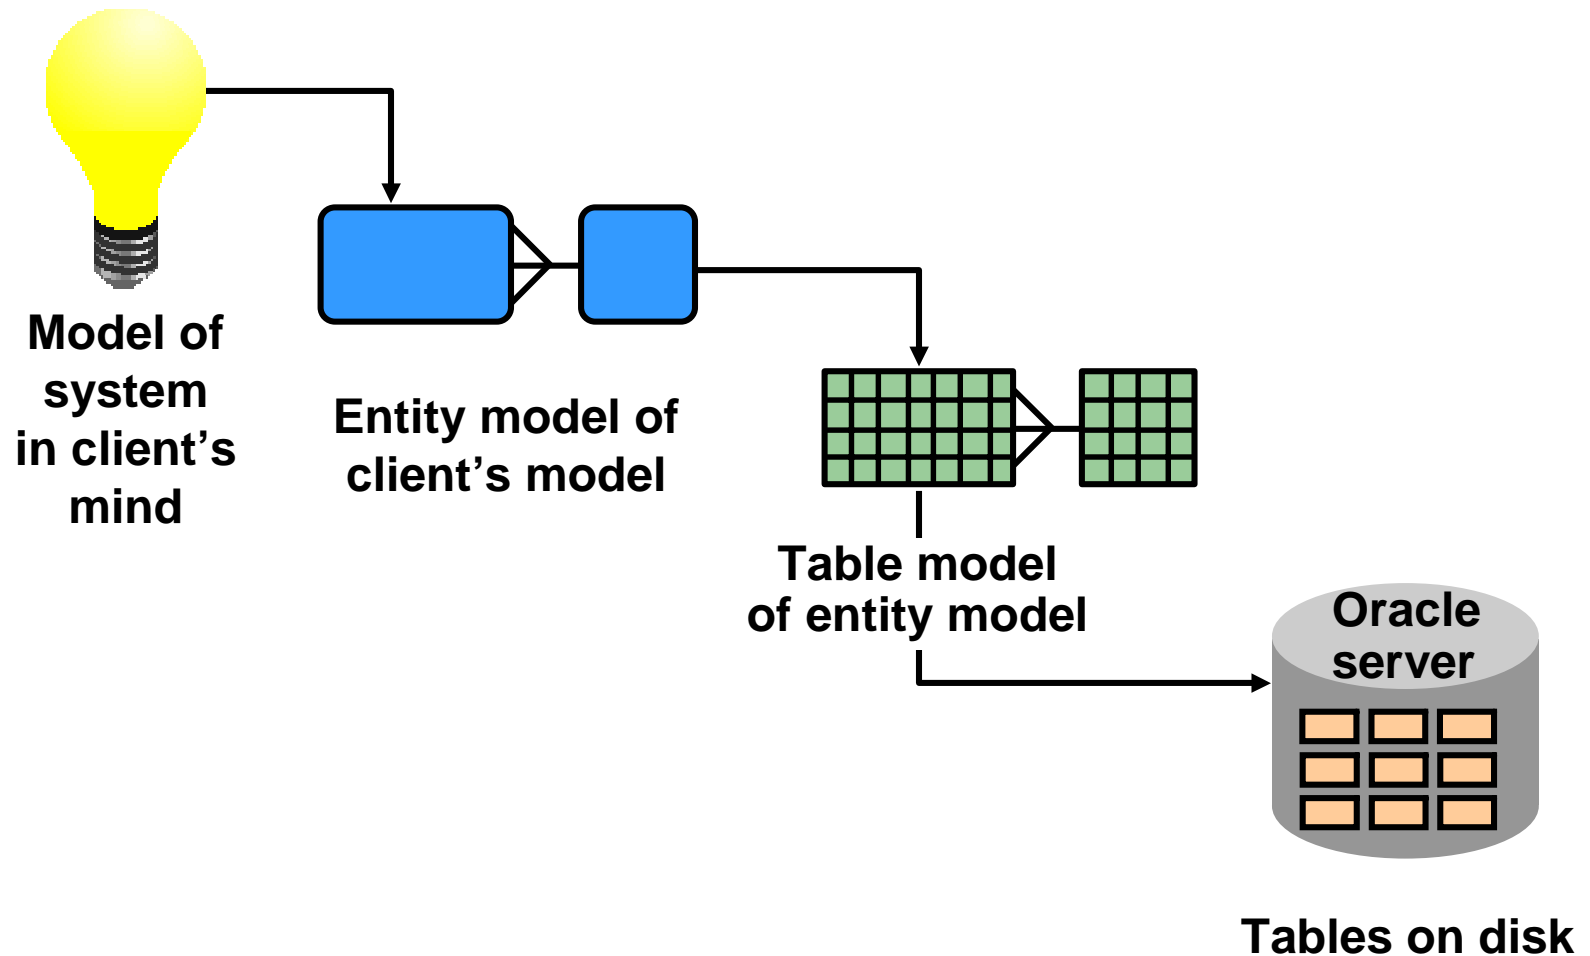 Model of
system
in client’s
mind
Entity model of
client’s model
Table model
of entity model
Oracle
server
Tables on disk